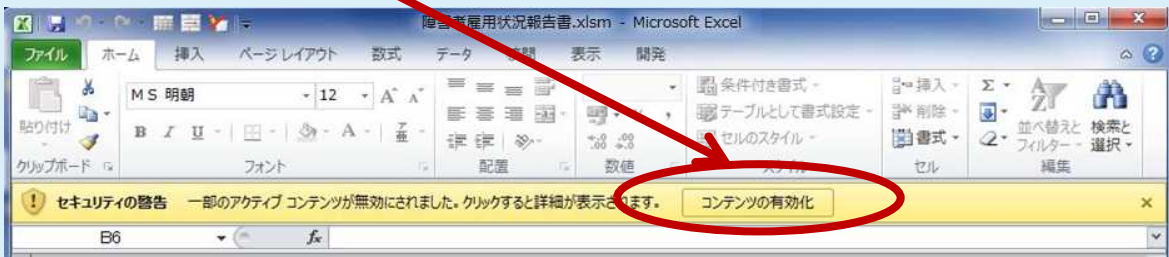 障害者雇用状況報告書.xlsm - Microsoft Excel
ファイル ホーム 挿入 ページ レイアウト 数式 データ 表示 開発
貼り付け MS 明朝 12 A A 条件付き書式 挿入 Σ
B I U A 亜 テーブルとして書式設定 削除 並べ替えと フィルター 検索と 選択
セルのスタイル 書式
クリップボード フォント 配置 数値 スタイル セル 編集
セキュリティの警告 一部のアクティブ コンテンツが無効にされました。クリックすると詳細が表示されます。 コンテンツの有効化
B6 fx